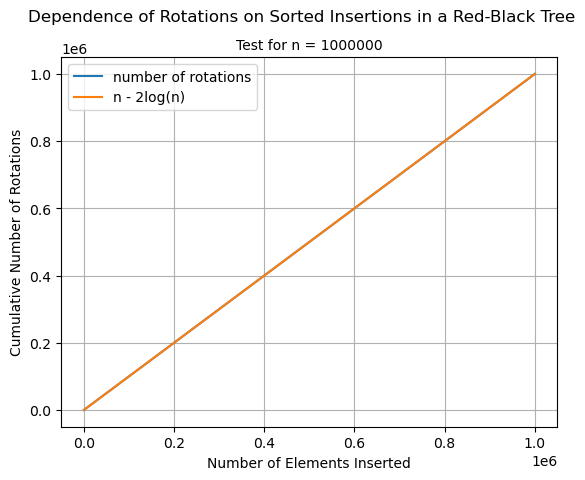 Dependence of Rotations on Sorted Insertions in a Red-Black Tree
Test for n = 1000000
1e6
number of rotations
n - 2log(n)
1.0
0.8
0.6
0.4
0.2
0.0
Cumulative Number of Rotations
0.0 0.2 0.4 0.6 0.8 1.0
1e6
Number of Elements Inserted